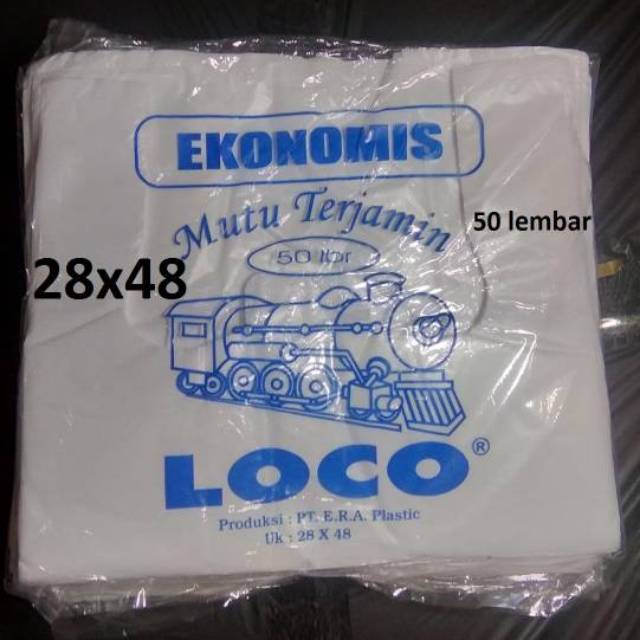 EKONOMIS
Mutu Terjamin
50 lbr
50 lembar
28x48
LOCO®
Produksi : PT. E.R.A. Plastic
Uk : 28 X 48